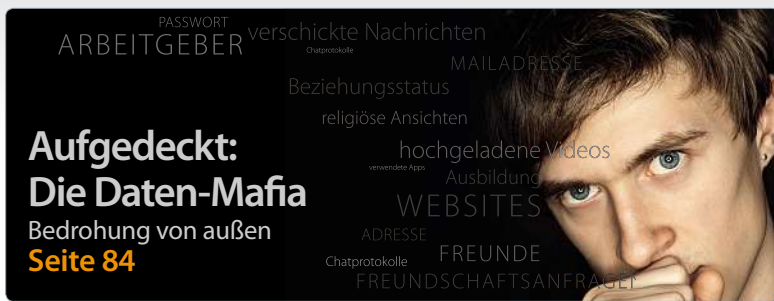 PASSWORT
ARBEITGEBER
verschickte Nachrichten
Chatprotokolle
MAILADRESSE
Beziehungsstatus
religiöse Ansichten
hochgeladene Videos
verwendete Apps
Ausbildung
WEBSITES
ADRESSE
FREUNDE
Chatprotokolle
FREUNDSCHAFTSANFRAGEN
Aufgedeckt:
Die Daten-Mafia
Bedrohung von außen
Seite 84